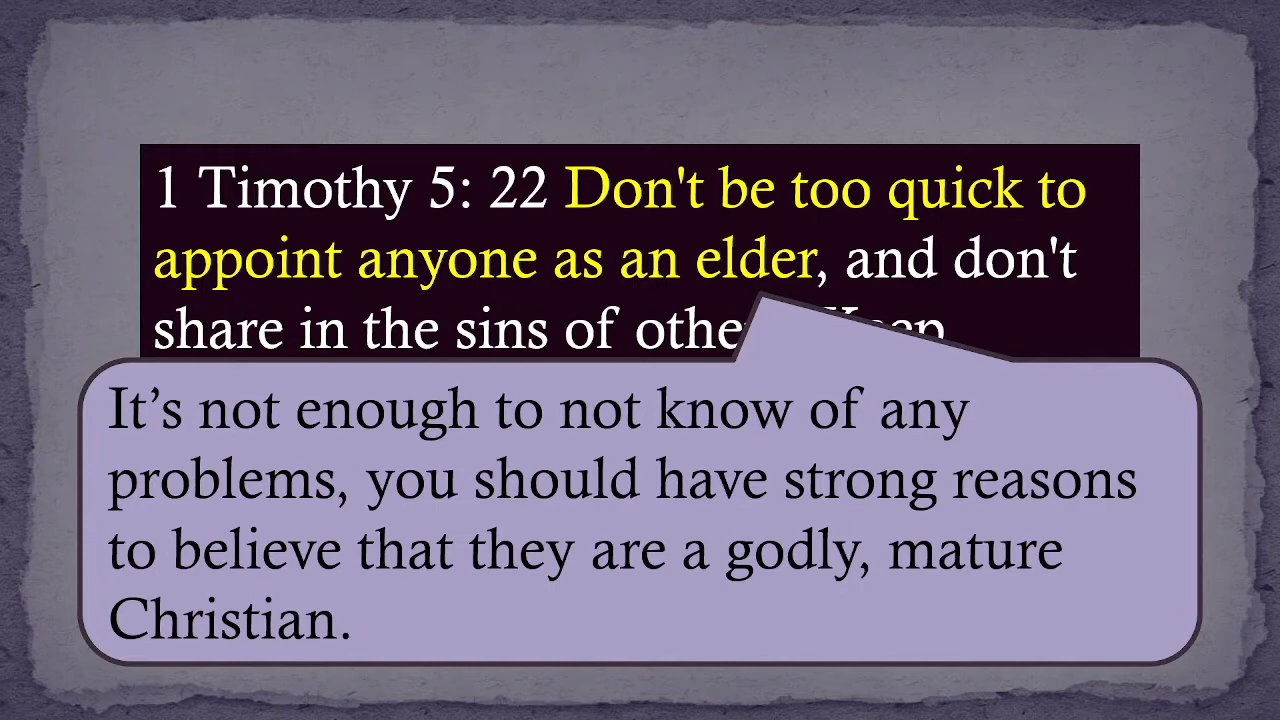 1 Timothy 5: 22 Don't be too quick to
appoint anyone as an elder, and don't
share in the sins of
It’s not enough to not know of any
problems, you should have strong reasons
to believe that they are a godly, mature
Christian.